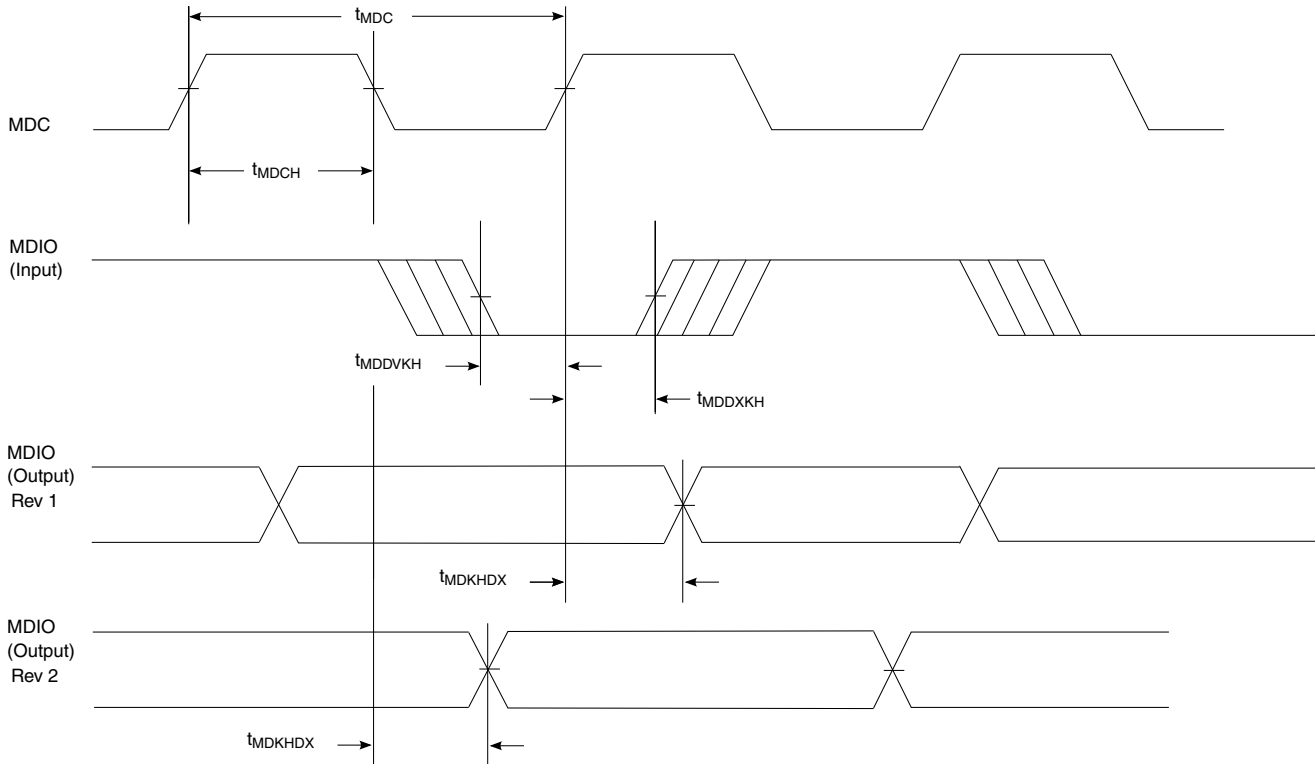 tMDC
MDC
tMDCH
MDIO
(Input)
tMDDVKH
tMDDXKH
MDIO
(Output)
Rev 1
tMDKHDX
MDIO
(Output)
Rev 2
tMDKHDX